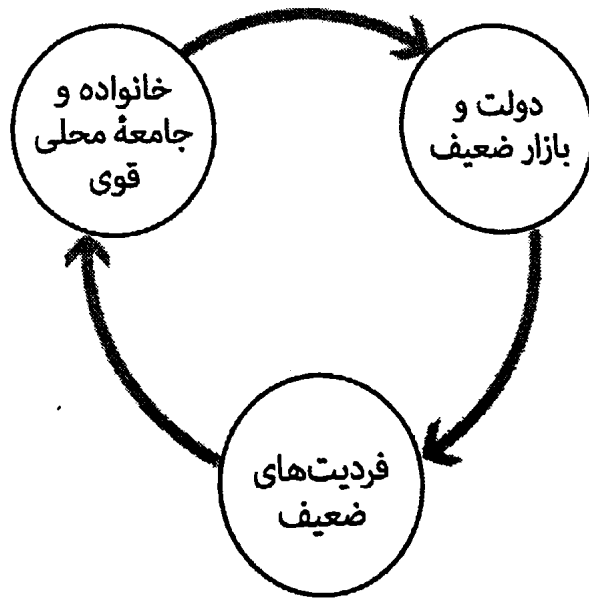 خانواده و
جامعهٔ محلی
قوی
دولت و
بازار ضعیف
فردیت‌های
ضعیف